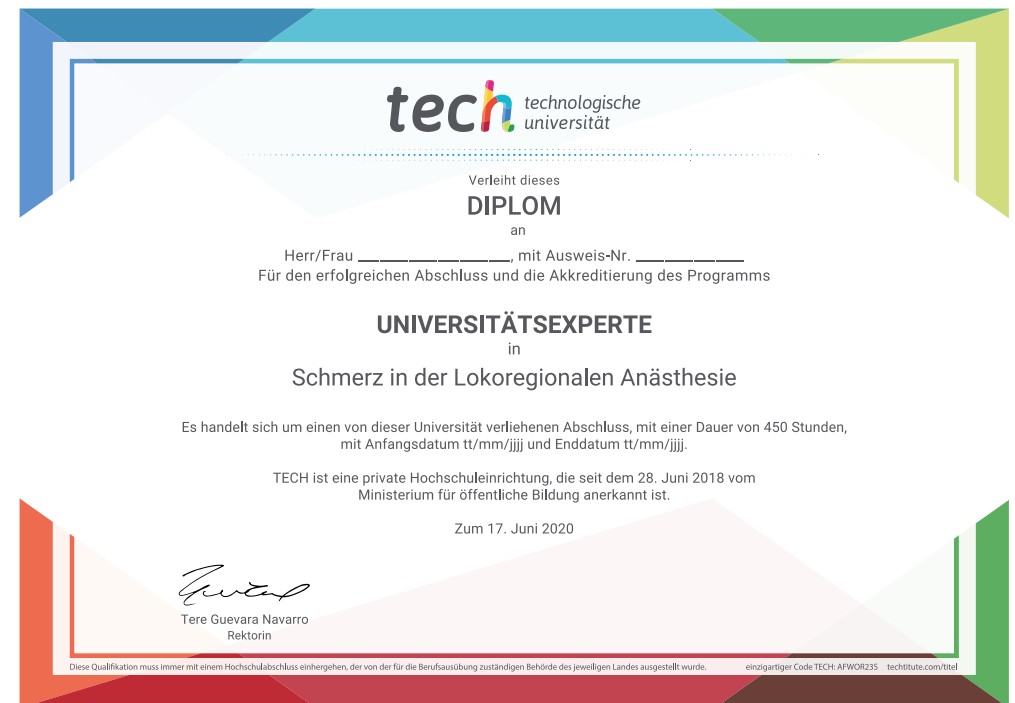 tech technologische
universität
Verleiht dieses
DIPLOM
an
Herr/Frau ____________________, mit Ausweis-Nr. ______________
Für den erfolgreichen Abschluss und die Akkreditierung des Programms
UNIVERSITÄTSEXPERTE
in
Schmerz in der Lokoregionalen Anästhesie
Es handelt sich um einen von dieser Universität verliehenen Abschluss, mit einer Dauer von 450 Stunden,
mit Anfangsdatum tt/mm/jjjj und Enddatum tt/mm/jjjj.
TECH ist eine private Hochschuleinrichtung, die seit dem 28. Juni 2018 vom
Ministerium für öffentliche Bildung anerkannt ist.
Zum 17. Juni 2020
Tere Guevara Navarro
Rektorin
Diese Qualifikation muss immer mit einem Hochschulabschluss einhergehen, der von der für die Berufsausübung zuständigen Behörde des jeweiligen Landes ausgestellt wurde. einzigartiger Code TECH: AFWOR23S techtitute.com/titel